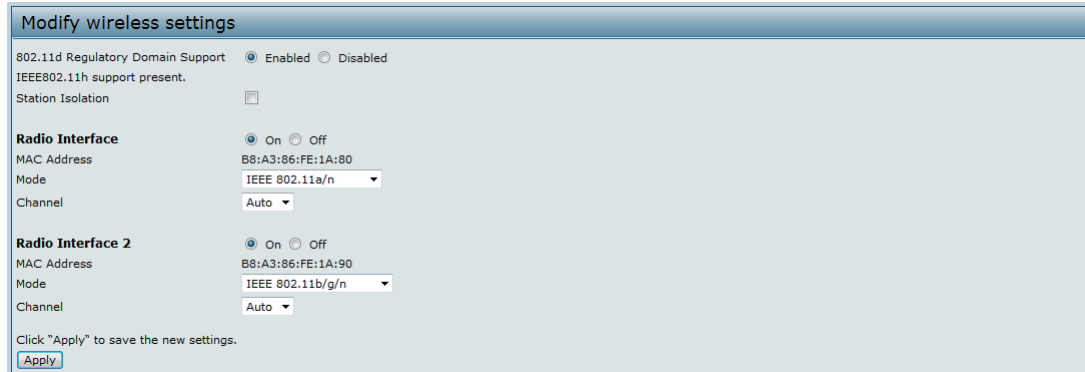 Modify wireless settings
802.11d Regulatory Domain Support Enabled Disabled
IEEE802.11h support present.
Station Isolation
Radio Interface On Off
MAC Address B8:A3:86:FE:1A:80
Mode IEEE 802.11a/n
Channel Auto
Radio Interface 2 On Off
MAC Address B8:A3:86:FE:1A:90
Mode IEEE 802.11b/g/n
Channel Auto
Click "Apply" to save the new settings.
Apply